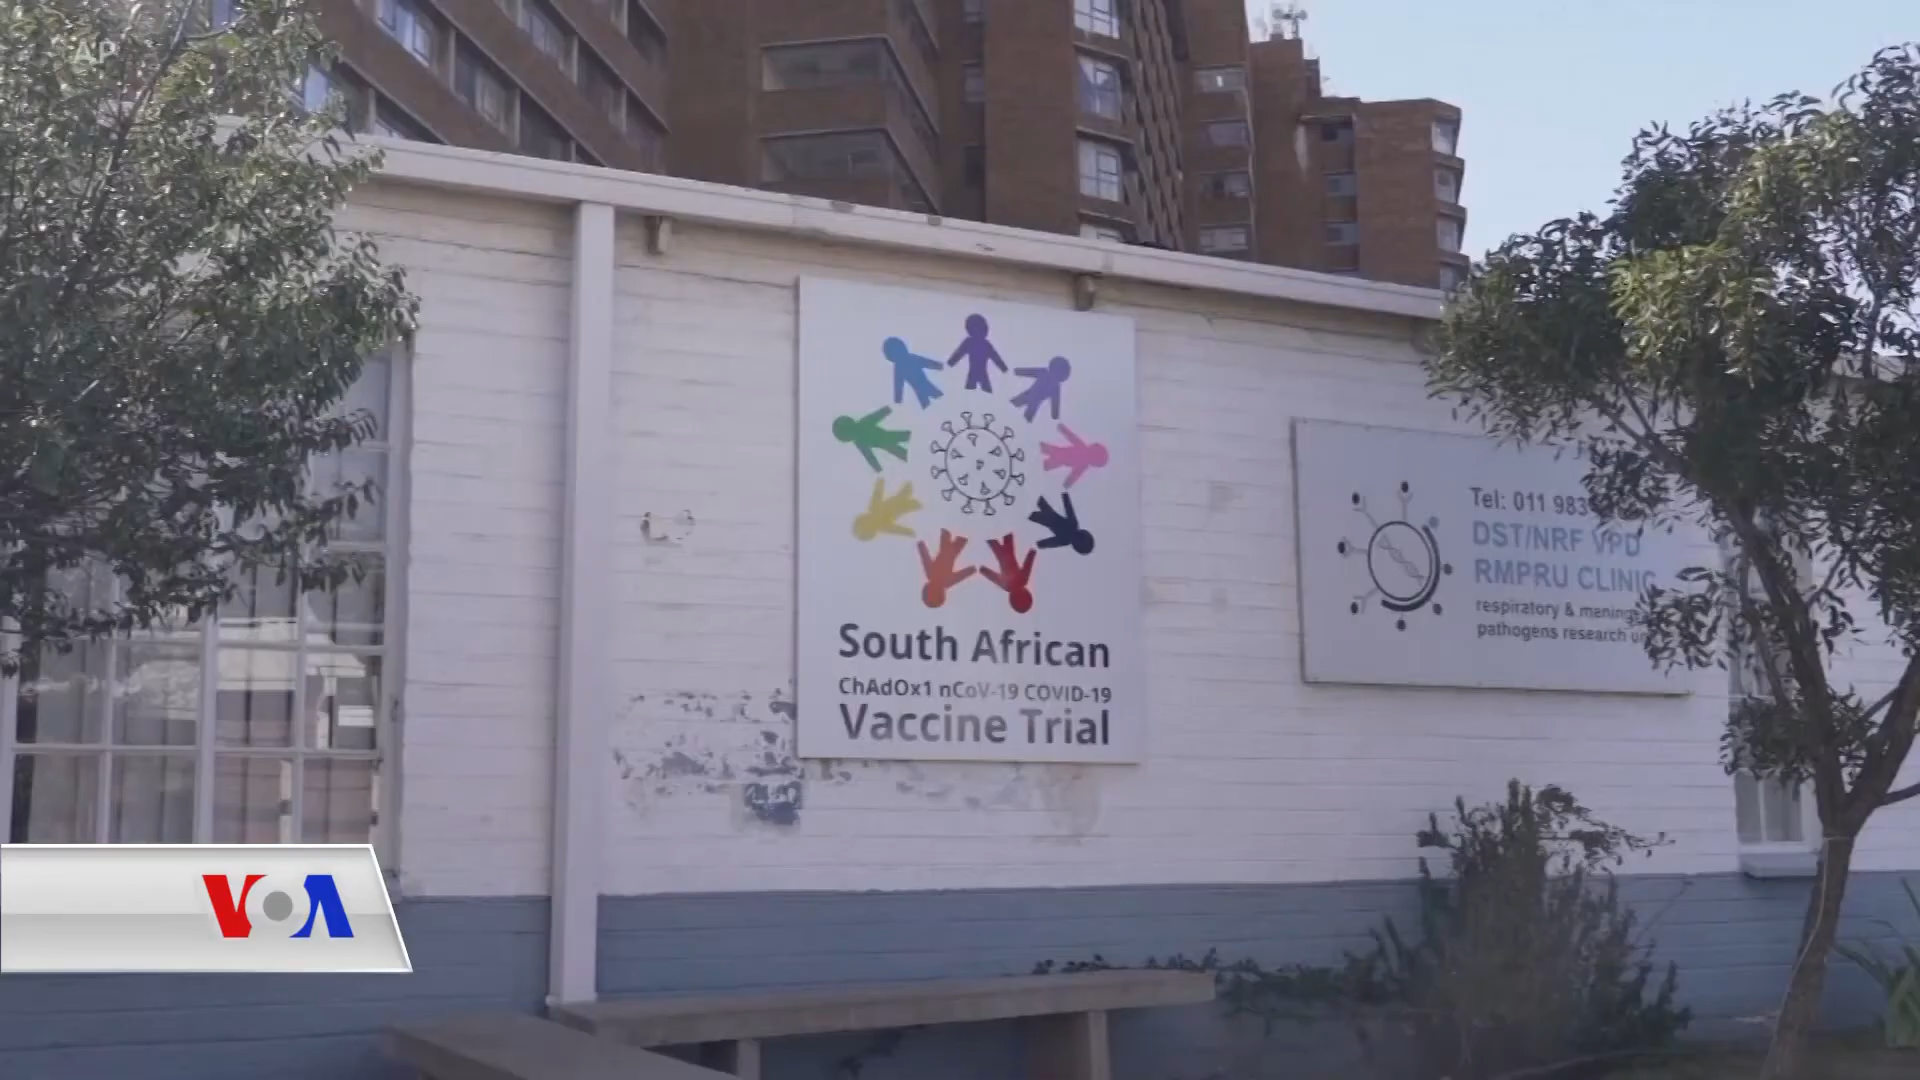 AP
South African
ChAdOx1 nCoV-19 COVID-19
Vaccine Trial
Tel: 011 983
DST/NRF VPD
RMPRU CLINIC
respiratory &
pathogens research
VOA